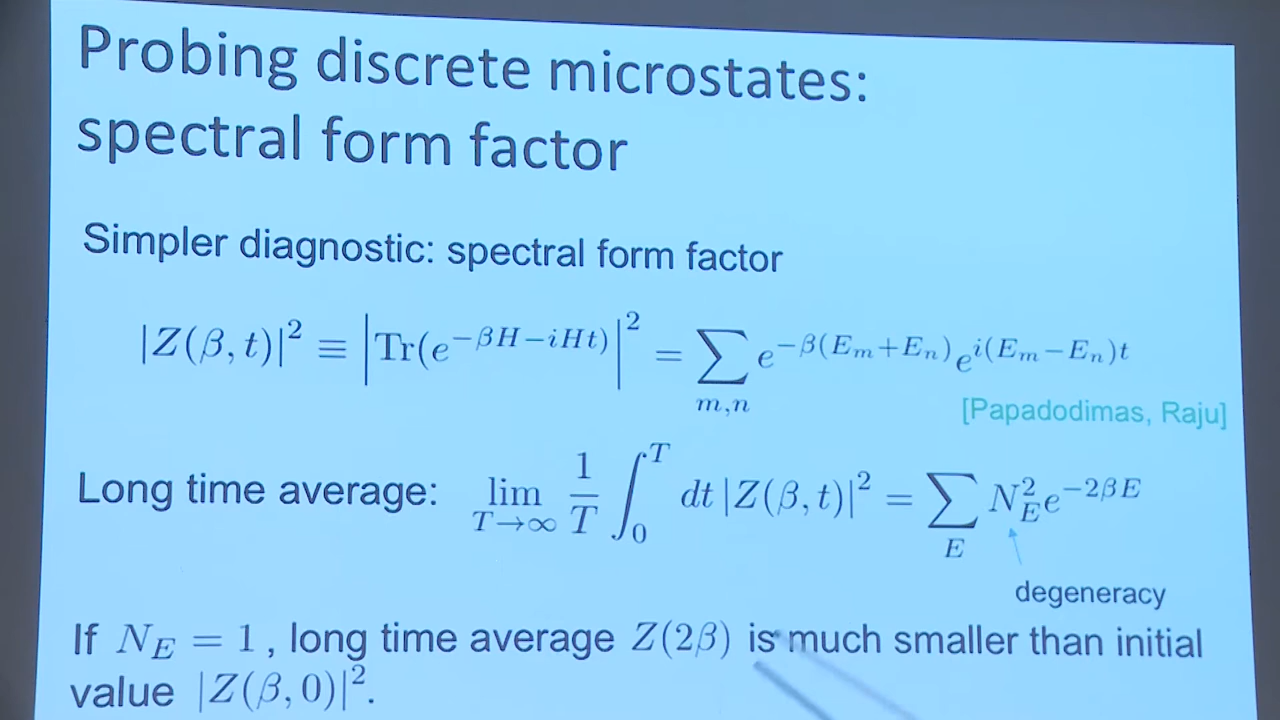 Probing discrete microstates:
spectral form factor
Simpler diagnostic: spectral form factor
|Z(β, t)|² ≡ |Tr(e^{−βH−iHt})|² = ∑_{m,n} e^{−β(E_m+E_n)} e^{i(E_m−E_n)t}
[Papadodimas, Raju]
Long time average: lim_{T→∞} 1/T ∫_0^T dt |Z(β, t)|² = ∑_E N_E² e^{−2βE}
degeneracy
If N_E = 1 , long time average Z(2β) is much smaller than initial
value |Z(β, 0)|².